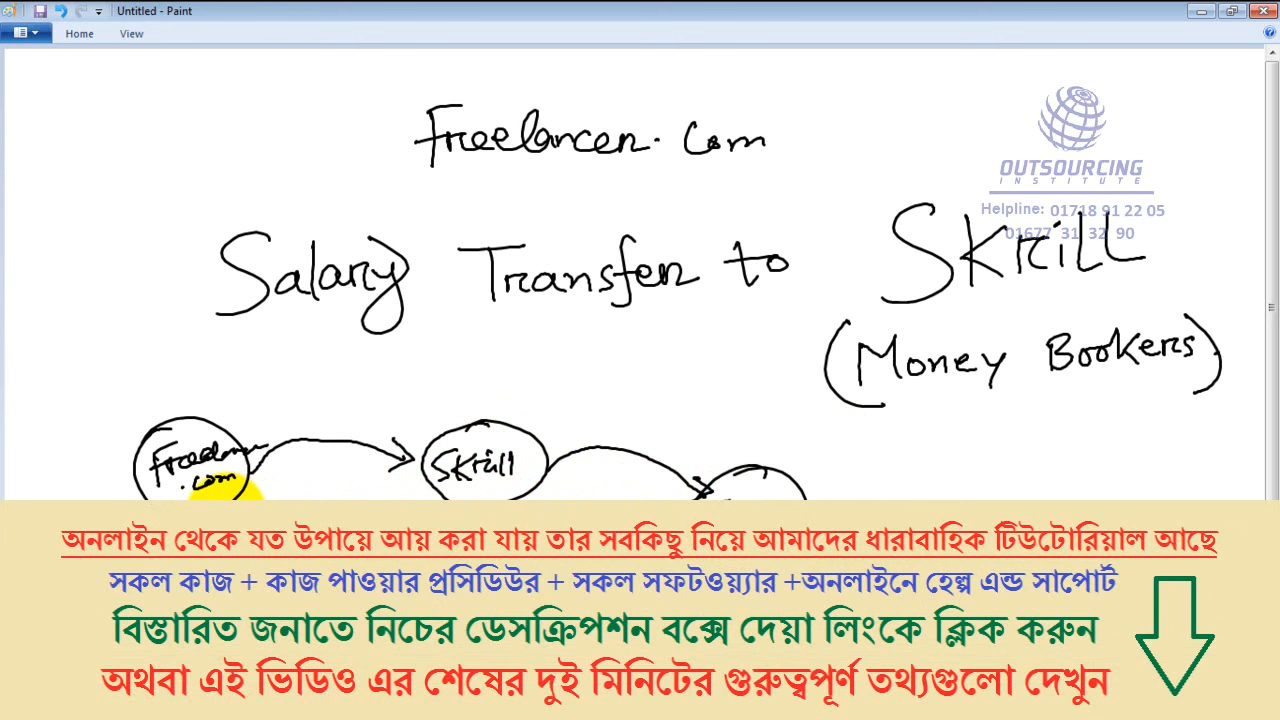 Untitled - Paint
Home View
Freelancer.com
OUTSOURCING
INSTITUTE
Helpline: 01718 91 22 05
01677 31 32 90
Salary Transfer to Skrill
(Money Bookers)
Freelancer
.com
Skrill
অনলাইন থেকে যত উপায়ে আয় করা যায় তার সবকিছু নিয়ে আমাদের ধারাবাহিক টিউটোরিয়াল আছে
সকল কাজ + কাজ পাওয়ার প্রসিডিউর + সকল সফটওয়্যার +অনলাইনে হেল্প এন্ড সাপোর্ট
বিস্তারিত জনাতে নিচের ডেসক্রিপশন বক্সে দেয়া লিংকে ক্লিক করুন
অথবা এই ভিডিও এর শেষের দুই মিনিটের গুরুত্বপূর্ণ তথ্যগুলো দেখুন